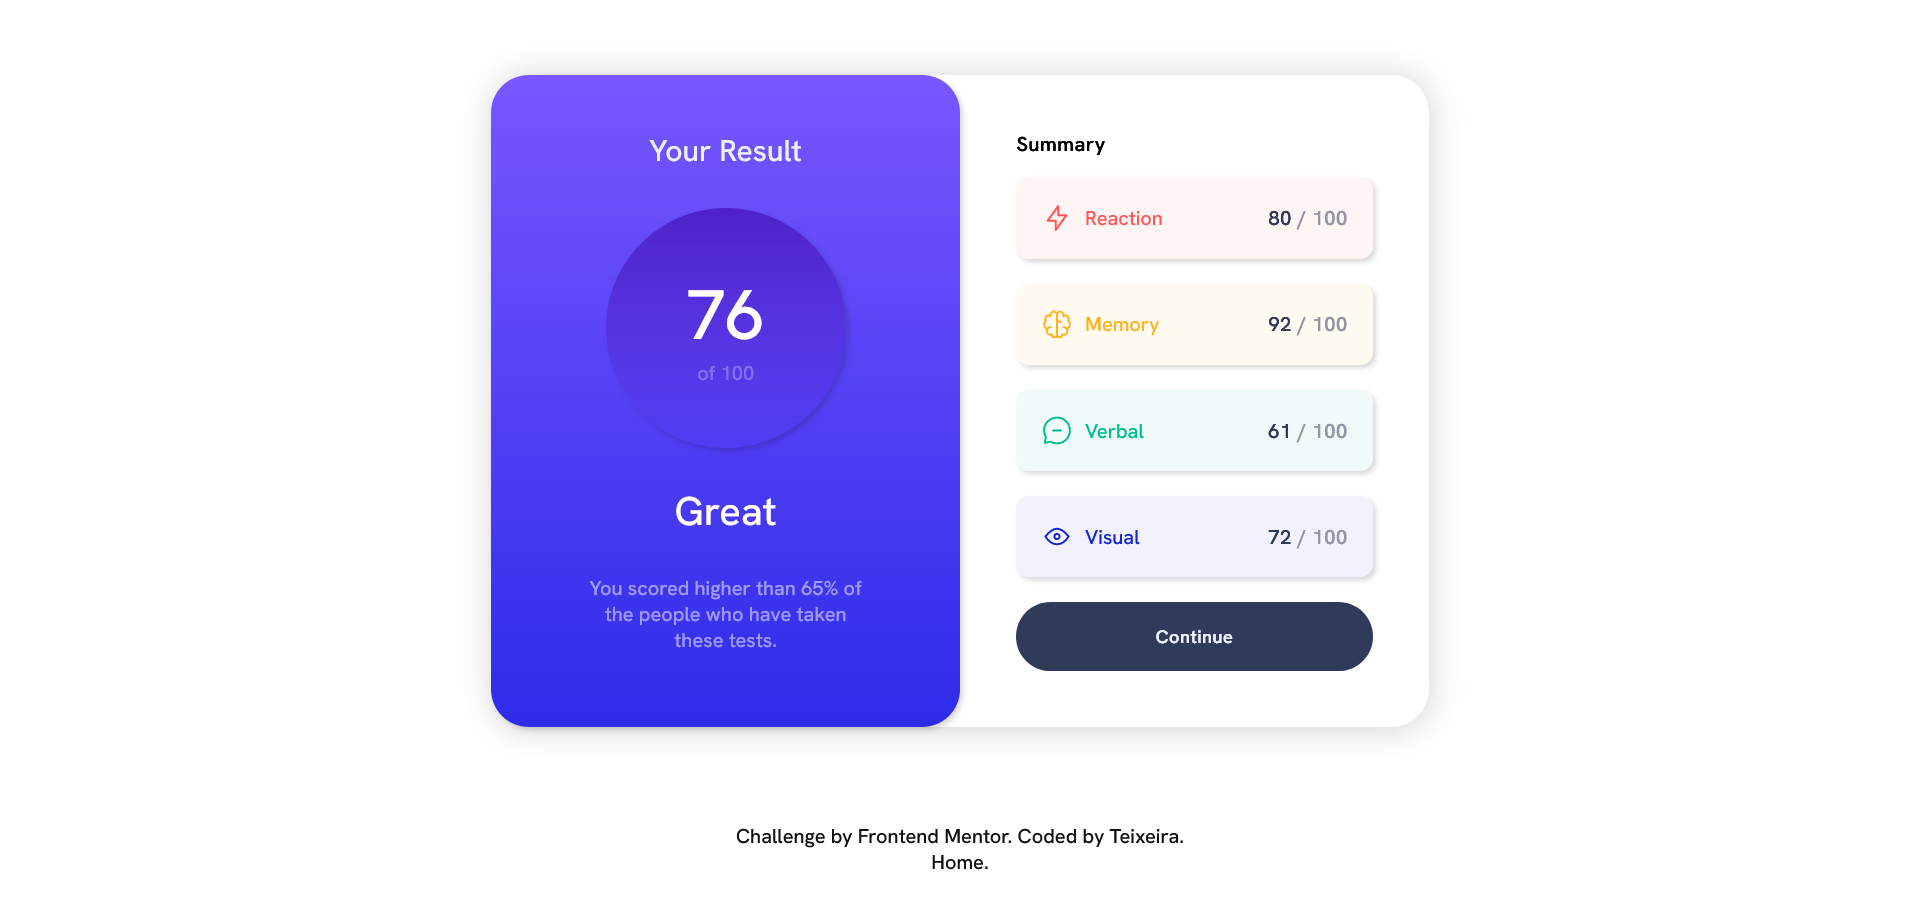 Your Result
76
of 100
Great
You scored higher than 65% of
the people who have taken
these tests.
Summary
Reaction 80 / 100
Memory 92 / 100
Verbal 61 / 100
Visual 72 / 100
Continue
Challenge by Frontend Mentor. Coded by Teixeira.
Home.